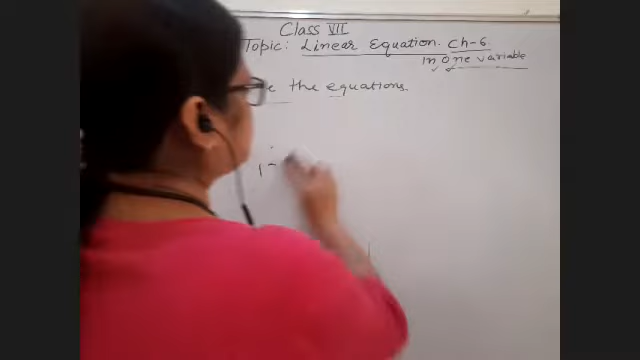 Class VII
Topic: Linear Equation. Ch-6.
in One variable
the equations.